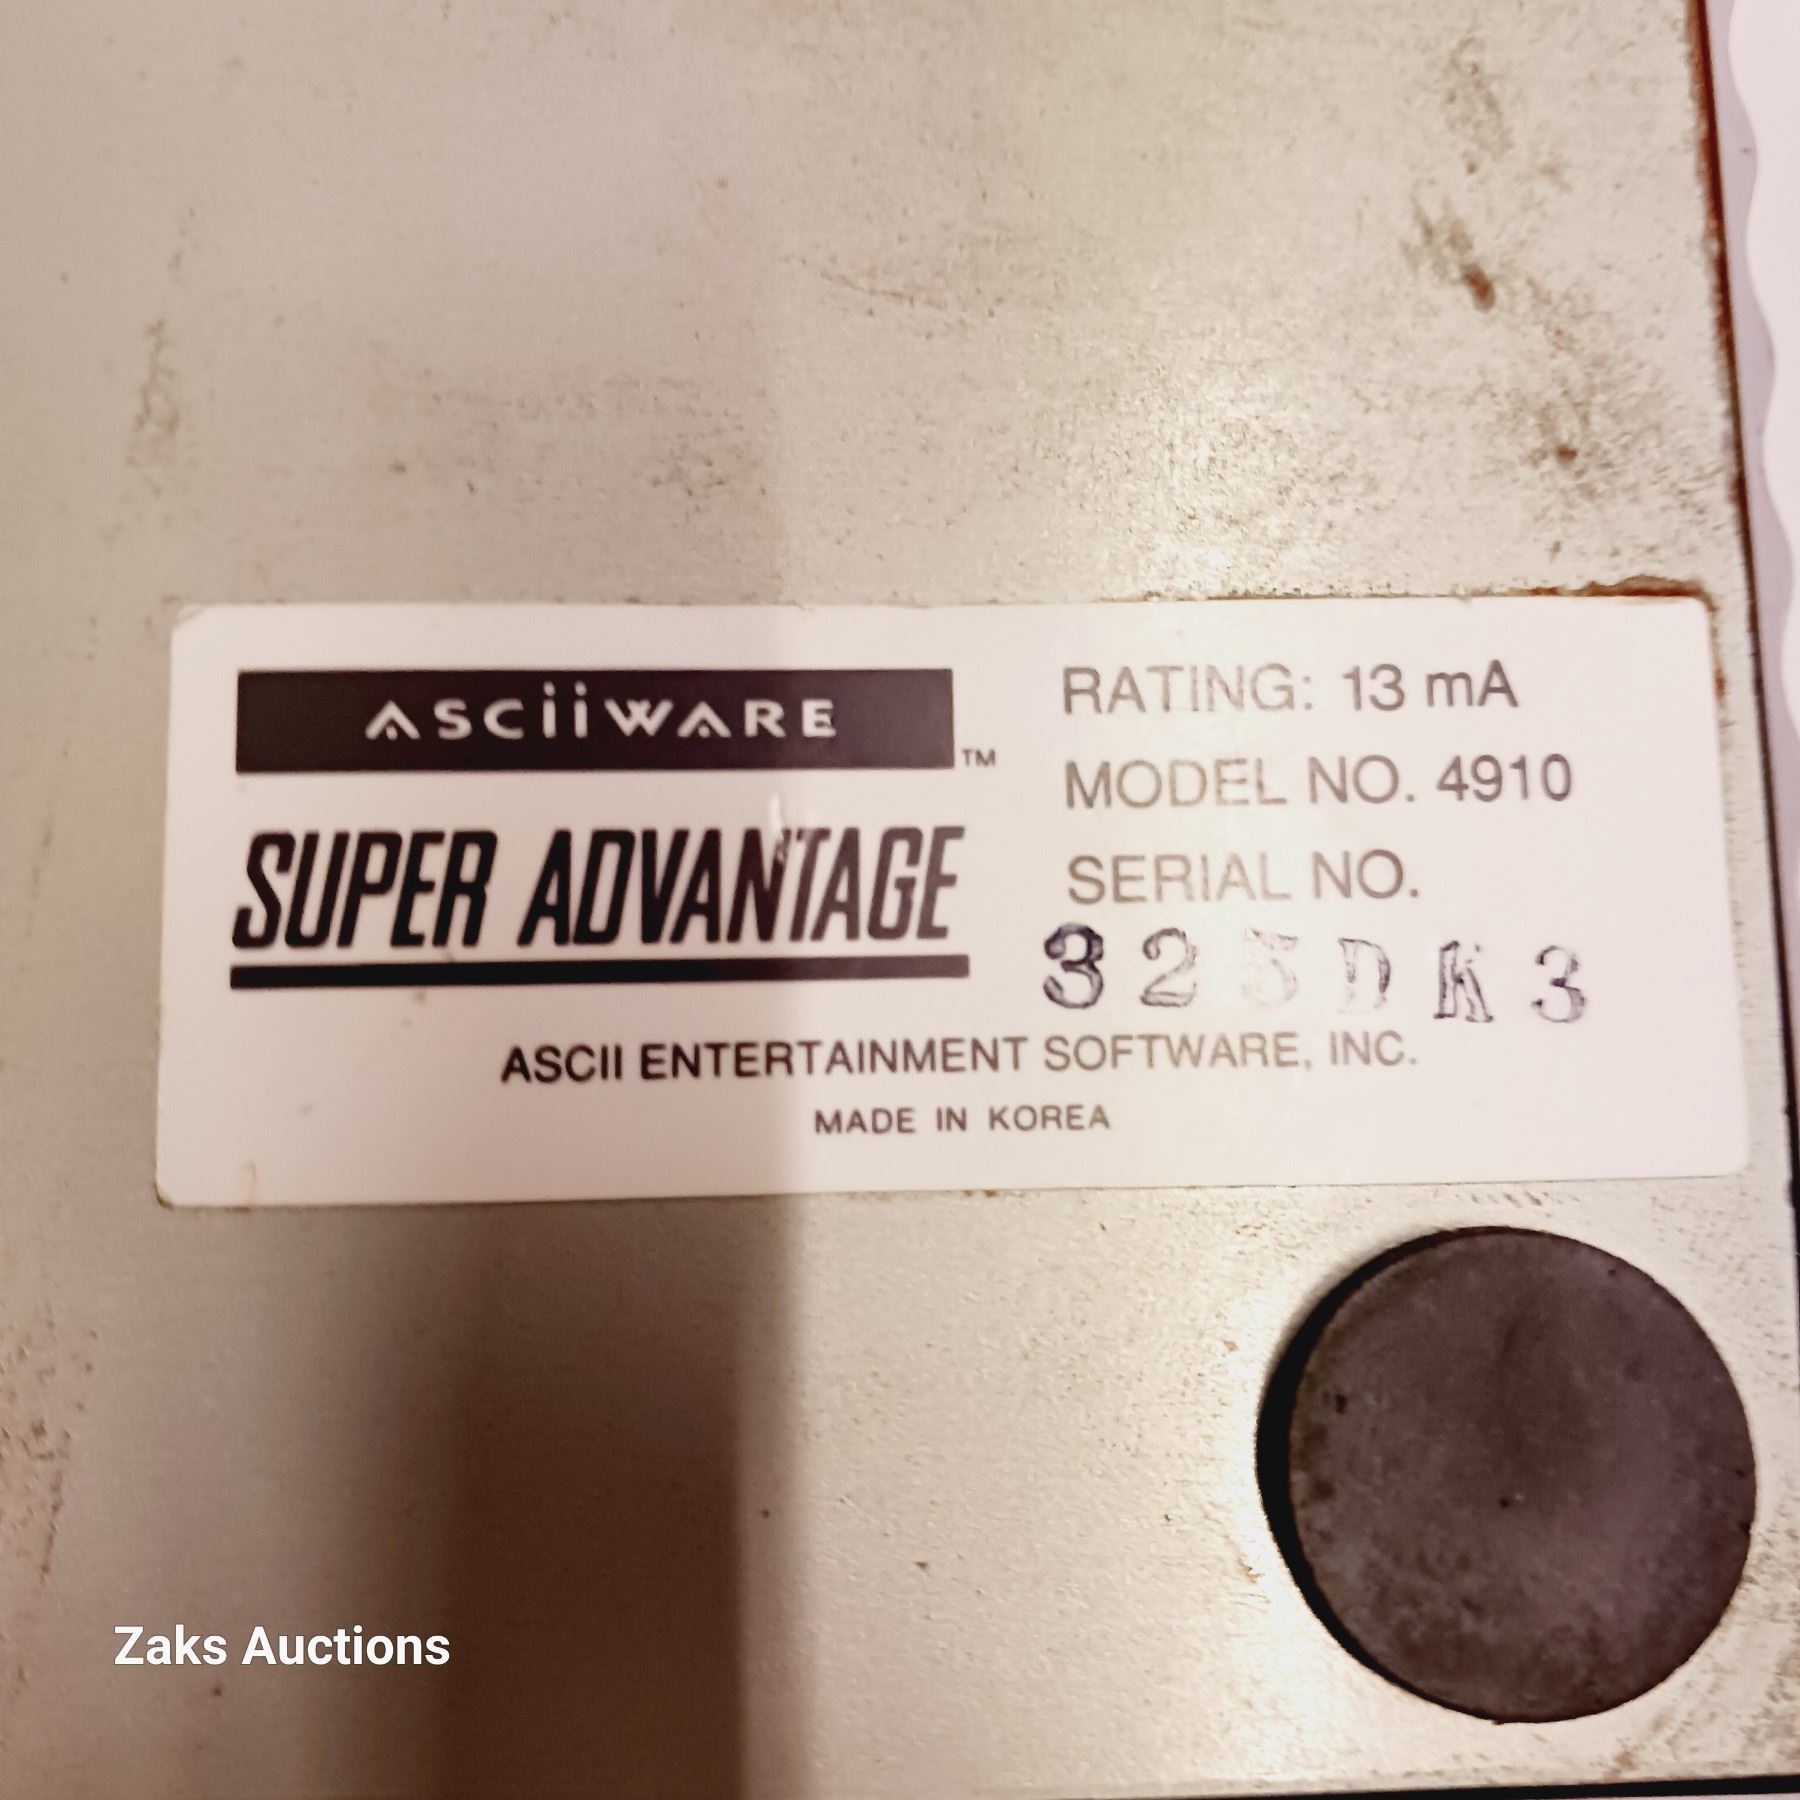 ASCiiWARE
TM
SUPER ADVANTAGE
RATING: 13 mA
MODEL NO. 4910
SERIAL NO.
325DK3
ASCII ENTERTAINMENT SOFTWARE, INC.
MADE IN KOREA
Zaks Auctions